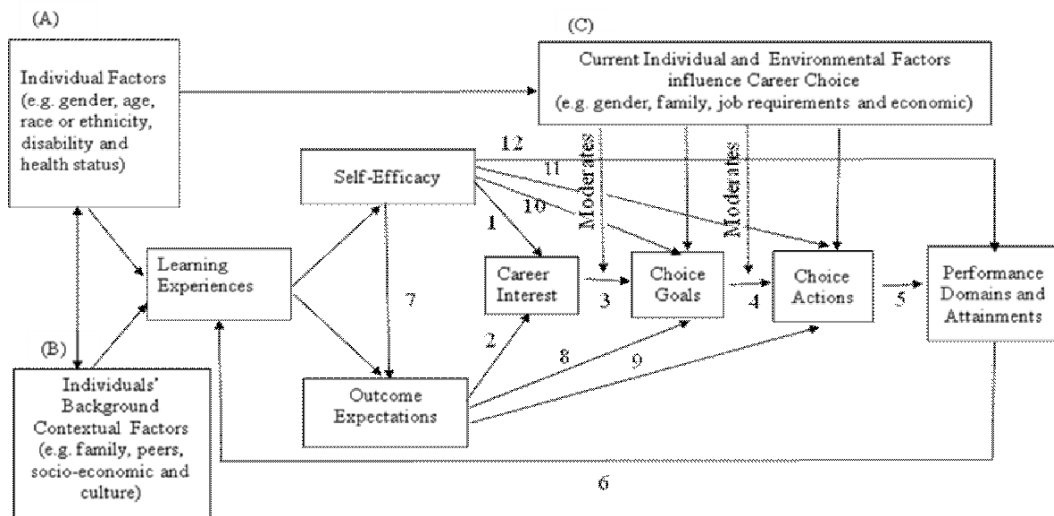 (A)
Individual Factors
(e.g. gender, age,
race or ethnicity,
disability and
health status)
(C)
Current Individual and Environmental Factors
influence Career Choice
(e.g. gender, family, job requirements and economic)
Moderates
Moderates
12
11
10
1
Self-Efficacy
Learning
Experiences
7
Career
Interest
3
Choice
Goals
4
Choice
Actions
5
Performance
Domains and
Attainments
2
8
9
(B)
Individuals'
Background
Contextual Factors
(e.g. family, peers,
socio-economic and
culture)
Outcome
Expectations
6